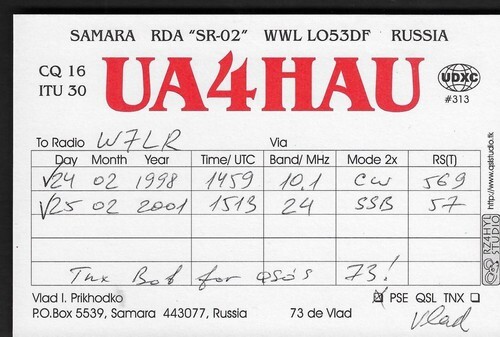 SAMARA RDA "SR-02" WWL LO53DF RUSSIA
CQ 16
ITU 30
UA4HAU
UDXC
#313
To Radio W7LR Via
Day Month Year Time/ UTC Band/ MHz Mode 2x RS(T)
√24 02 1998 1459 10.1 CW 569
√25 02 2001 1513 24 SSB 57
Tnx Bob for QSO's 73!
Vlad I. Prikhodko PSE QSL TNX
P.O.Box 5539, Samara 443077, Russia 73 de Vlad
Vlad
http://www.qslstudio.tk
RZ4HYL
STUDIO